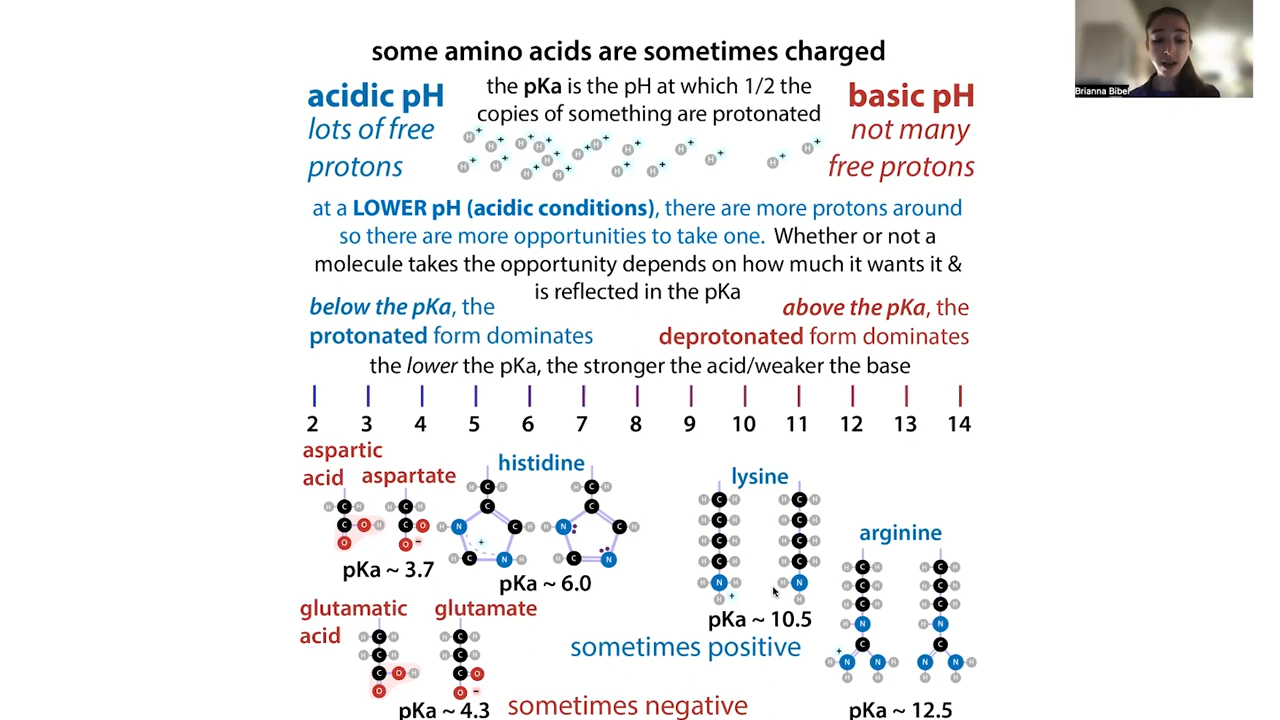 some amino acids are sometimes charged
acidic pH
lots of free
protons
the pKa is the pH at which 1/2 the
copies of something are protonated
basic pH
not many
free protons
Brianna Bibel
at a LOWER pH (acidic conditions), there are more protons around
so there are more opportunities to take one. Whether or not a
molecule takes the opportunity depends on how much it wants it &
is reflected in the pKa
below the pKa, the
protonated form dominates
above the pKa, the
deprotonated form dominates
the lower the pKa, the stronger the acid/weaker the base
2 3 4 5 6 7 8 9 10 11 12 13 14
aspartic
acid
aspartate
pKa ~ 3.7
histidine
pKa ~ 6.0
lysine
pKa ~ 10.5
arginine
pKa ~ 12.5
glutamatic
acid
glutamate
pKa ~ 4.3
sometimes positive
sometimes negative